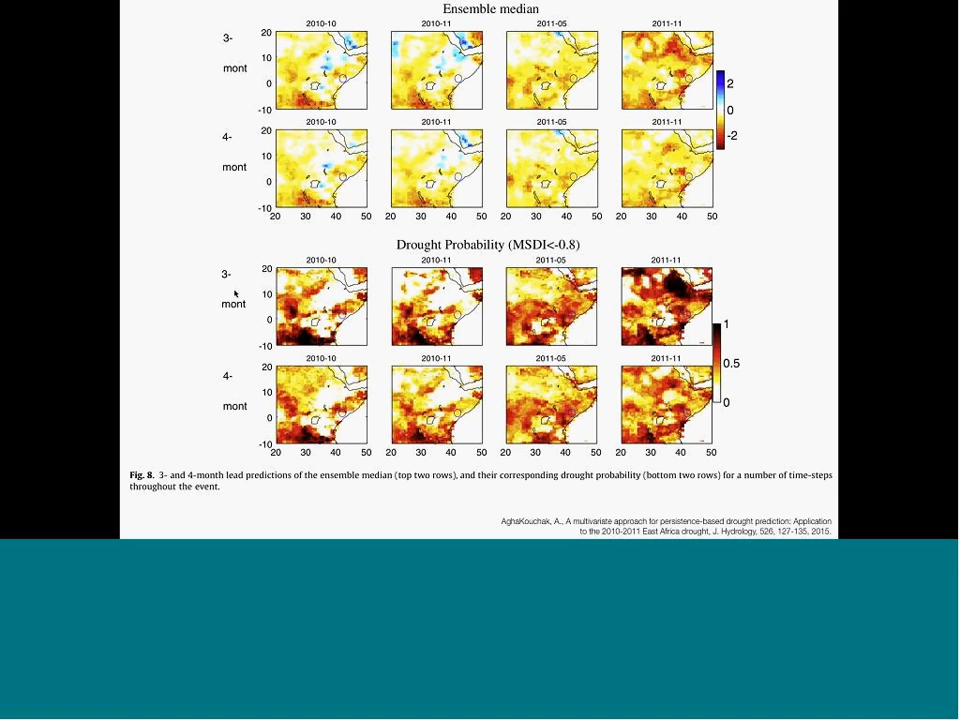 Ensemble median
2010-10 2010-11 2011-05 2011-11
3-
mont
20
10
0
-10
2
0
-2
2010-10 2010-11 2011-05 2011-11
4-
mont
20
10
0
-10
20 30 40 50 20 30 40 50 20 30 40 50 20 30 40 50
Drought Probability (MSDI<-0.8)
2010-10 2010-11 2011-05 2011-11
3-
mont
20
10
0
-10
1
0.5
0
2010-10 2010-11 2011-05 2011-11
4-
mont
20
10
0
-10
20 30 40 50 20 30 40 50 20 30 40 50 20 30 40 50
Fig. 8. 3- and 4-month lead predictions of the ensemble median (top two rows), and their corresponding drought probability (bottom two rows) for a number of time-steps
throughout the event.
AghaKouchak, A., A multivariate approach for persistence-based drought prediction: Application
to the 2010-2011 East Africa drought, J. Hydrology, 526, 127-135, 2015.